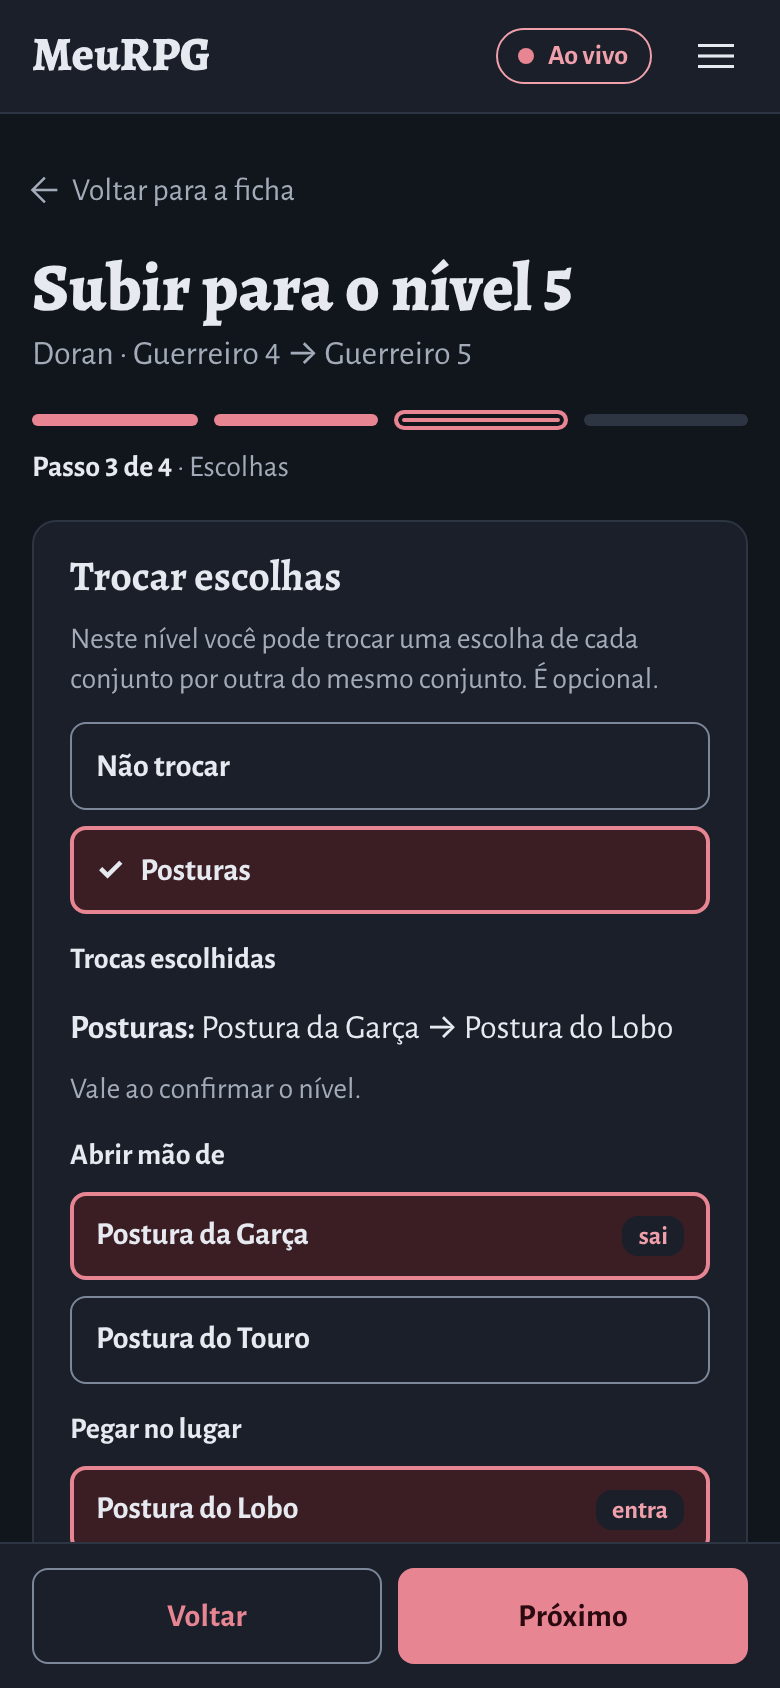 MeuRPG
Ao vivo
← Voltar para a ficha
Subir para o nível 5
Doran · Guerreiro 4 → Guerreiro 5
Passo 3 de 4 · Escolhas
Trocar escolhas
Neste nível você pode trocar uma escolha de cada
conjunto por outra do mesmo conjunto. É opcional.
Não trocar
✓ Posturas
Trocas escolhidas
Posturas: Postura da Garça → Postura do Lobo
Vale ao confirmar o nível.
Abrir mão de
Postura da Garça
sai
Postura do Touro
Pegar no lugar
Postura do Lobo
entra
Voltar
Próximo